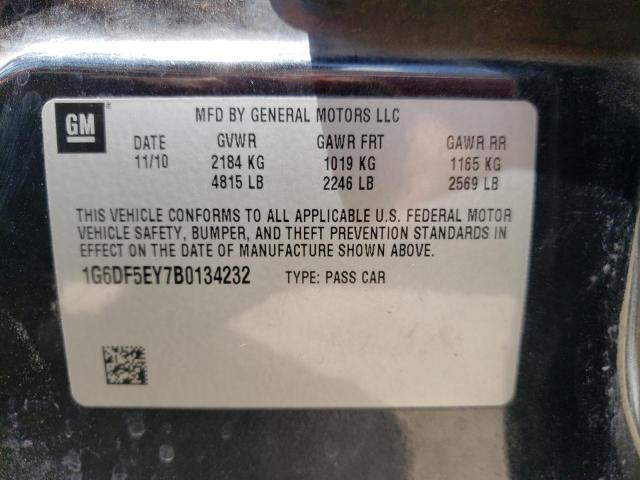 GM ® MFD BY GENERAL MOTORS LLC
DATE GVWR GAWR FRT GAWR RR
11/10 2184 KG 1019 KG 1165 KG
4815 LB 2246 LB 2569 LB
THIS VEHICLE CONFORMS TO ALL APPLICABLE U.S. FEDERAL MOTOR
VEHICLE SAFETY, BUMPER, AND THEFT PREVENTION STANDARDS IN
EFFECT ON THE DATE OF MANUFACTURE SHOWN ABOVE.
1G6DF5EY7B0134232 TYPE: PASS CAR